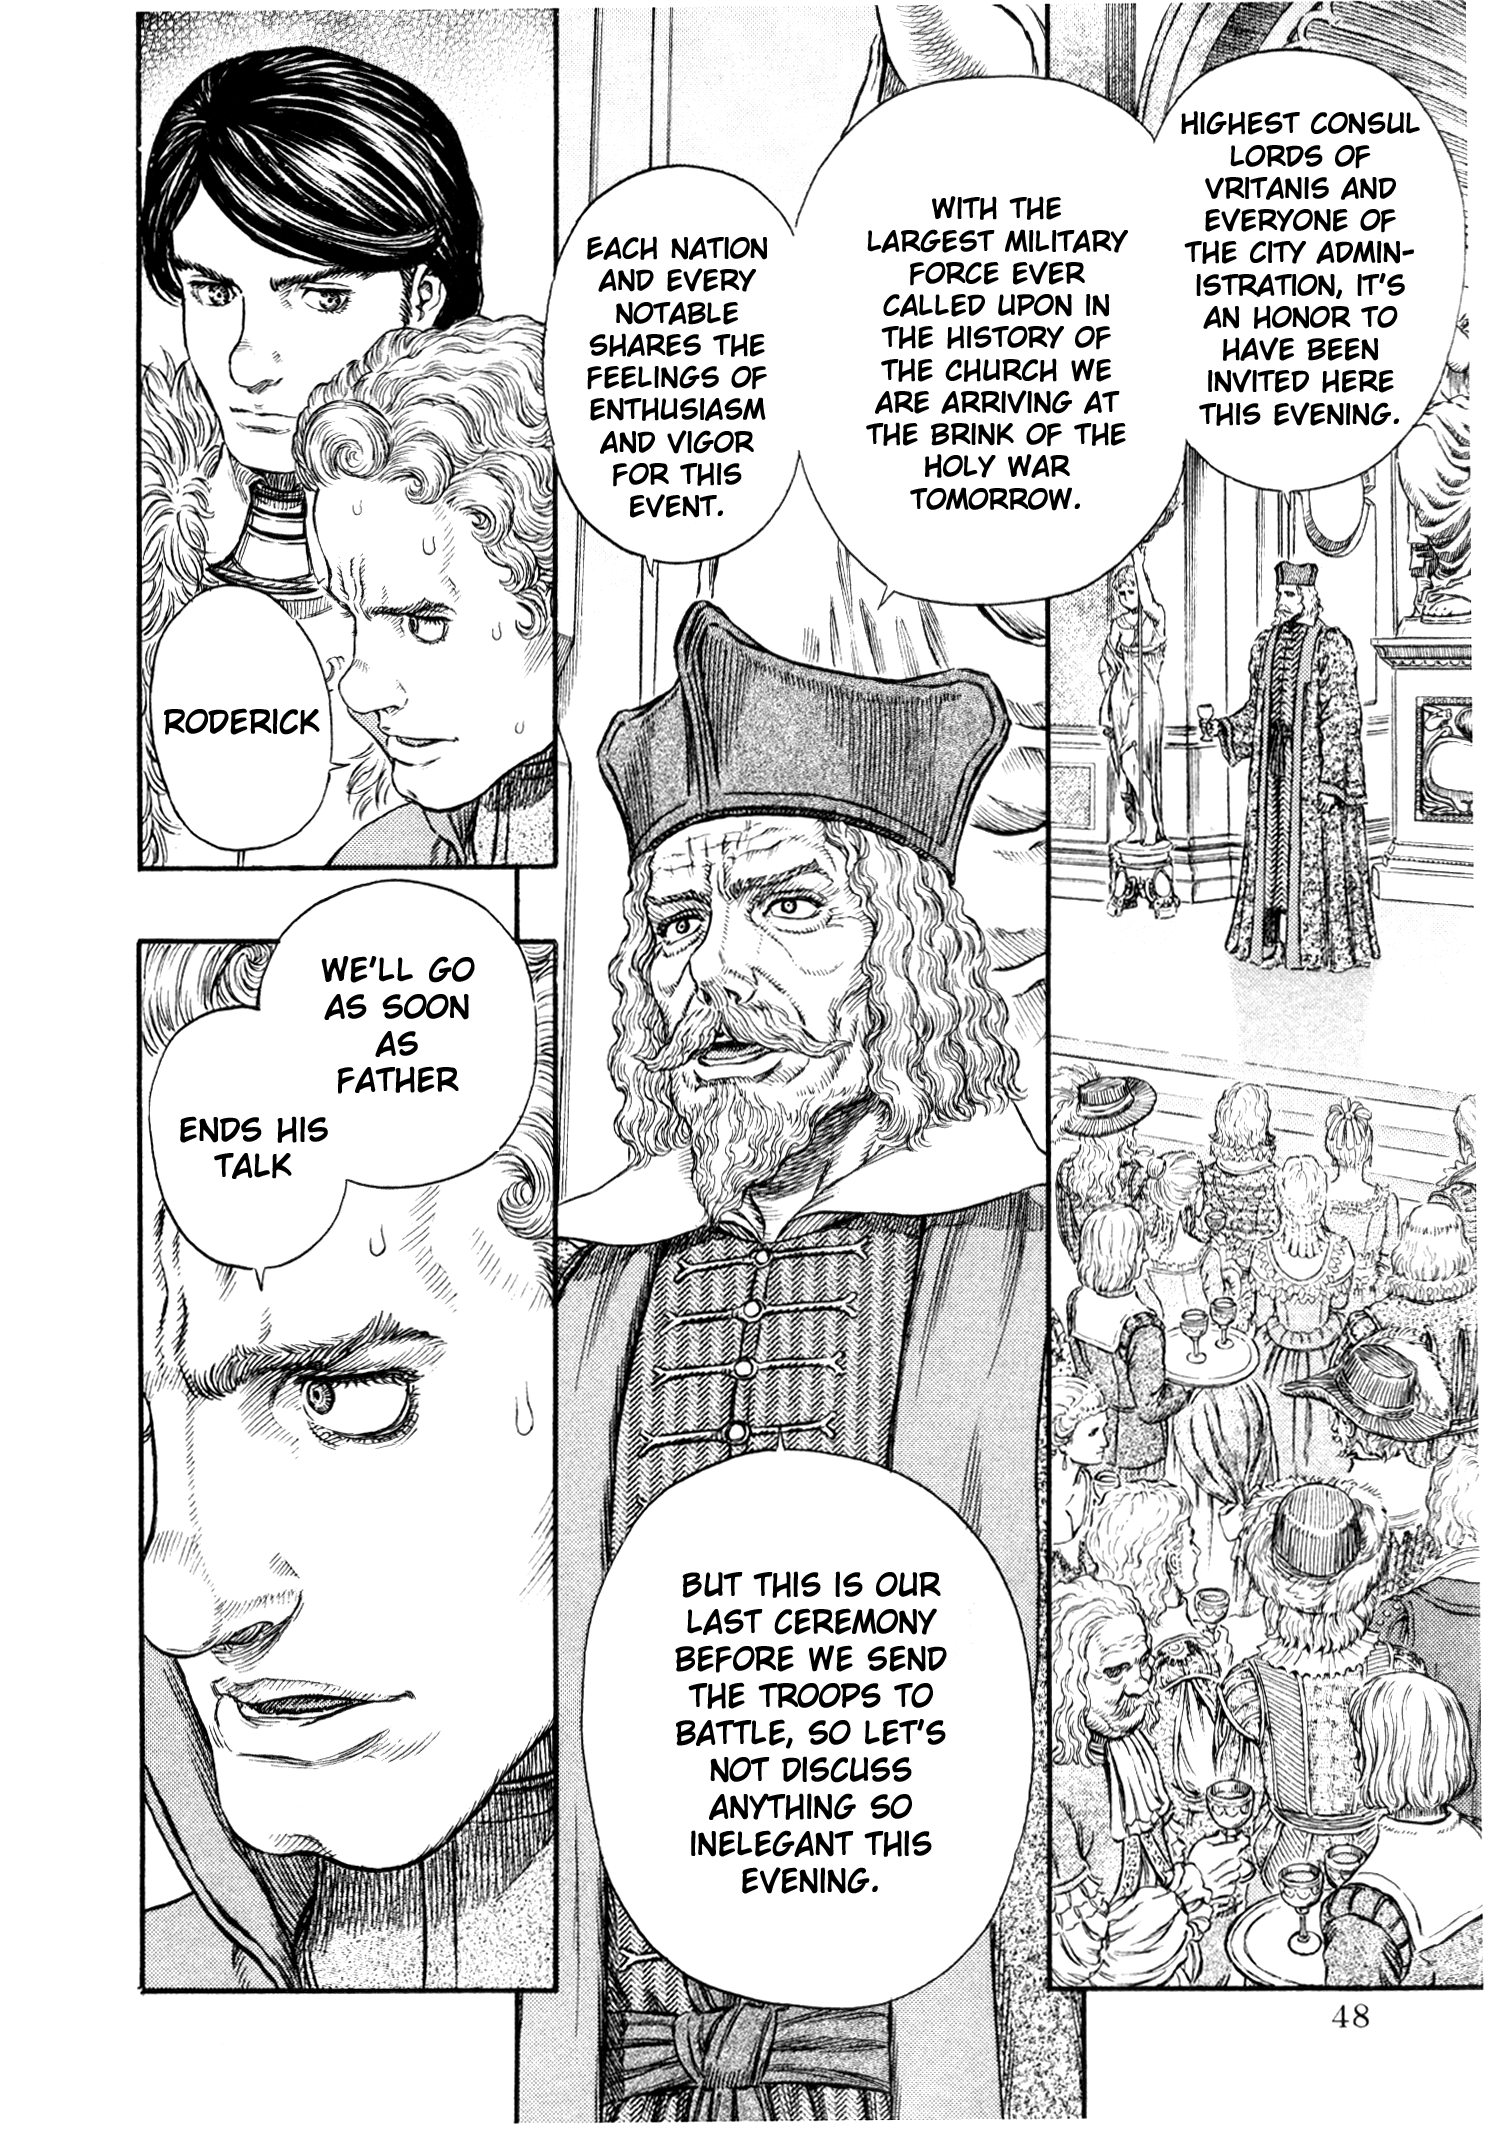 HIGHEST CONSUL
LORDS OF
VRITANIS AND
EVERYONE OF
THE CITY ADMIN-
ISTRATION, IT'S
AN HONOR TO
HAVE BEEN
INVITED HERE
THIS EVENING.
WITH THE
LARGEST MILITARY
FORCE EVER
CALLED UPON IN
THE HISTORY OF
THE CHURCH WE
ARE ARRIVING AT
THE BRINK OF THE
HOLY WAR
TOMORROW.
EACH NATION
AND EVERY
NOTABLE
SHARES THE
FEELINGS OF
ENTHUSIASM
AND VIGOR
FOR THIS
EVENT.
BUT THIS IS OUR
LAST CEREMONY
BEFORE WE SEND
THE TROOPS TO
BATTLE, SO LET'S
NOT DISCUSS
ANYTHING SO
INELEGANT THIS
EVENING.
RODERICK
WE'LL GO
AS SOON
AS
FATHER
ENDS HIS
TALK
48